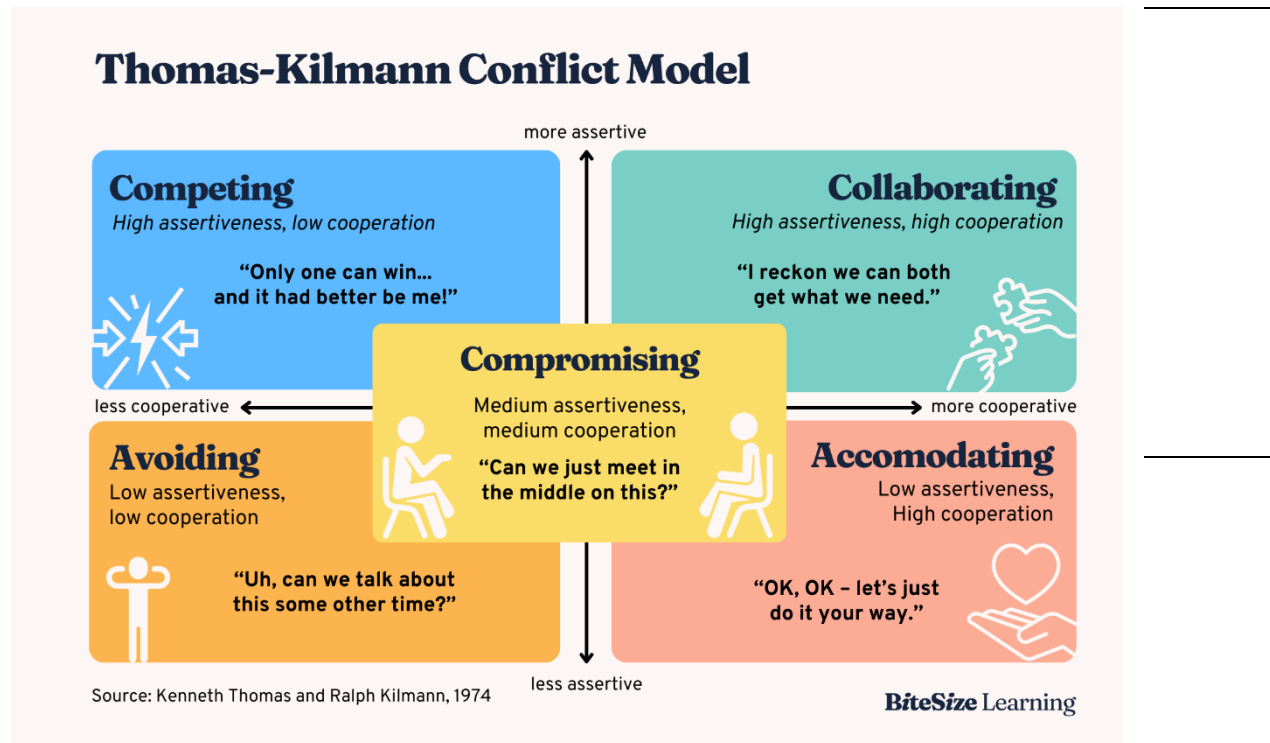 Thomas-Kilmann Conflict Model
more assertive
Competing
High assertiveness, low cooperation
“Only one can win...
and it had better be me!”
Collaborating
High assertiveness, high cooperation
“I reckon we can both
get what we need.”
Compromising
Medium assertiveness,
medium cooperation
“Can we just meet in
the middle on this?”
less cooperative
more cooperative
Avoiding
Low assertiveness,
low cooperation
“Uh, can we talk about
this some other time?”
Accomodating
Low assertiveness,
High cooperation
“OK, OK – let’s just
do it your way.”
less assertive
Source: Kenneth Thomas and Ralph Kilmann, 1974
BiteSize Learning